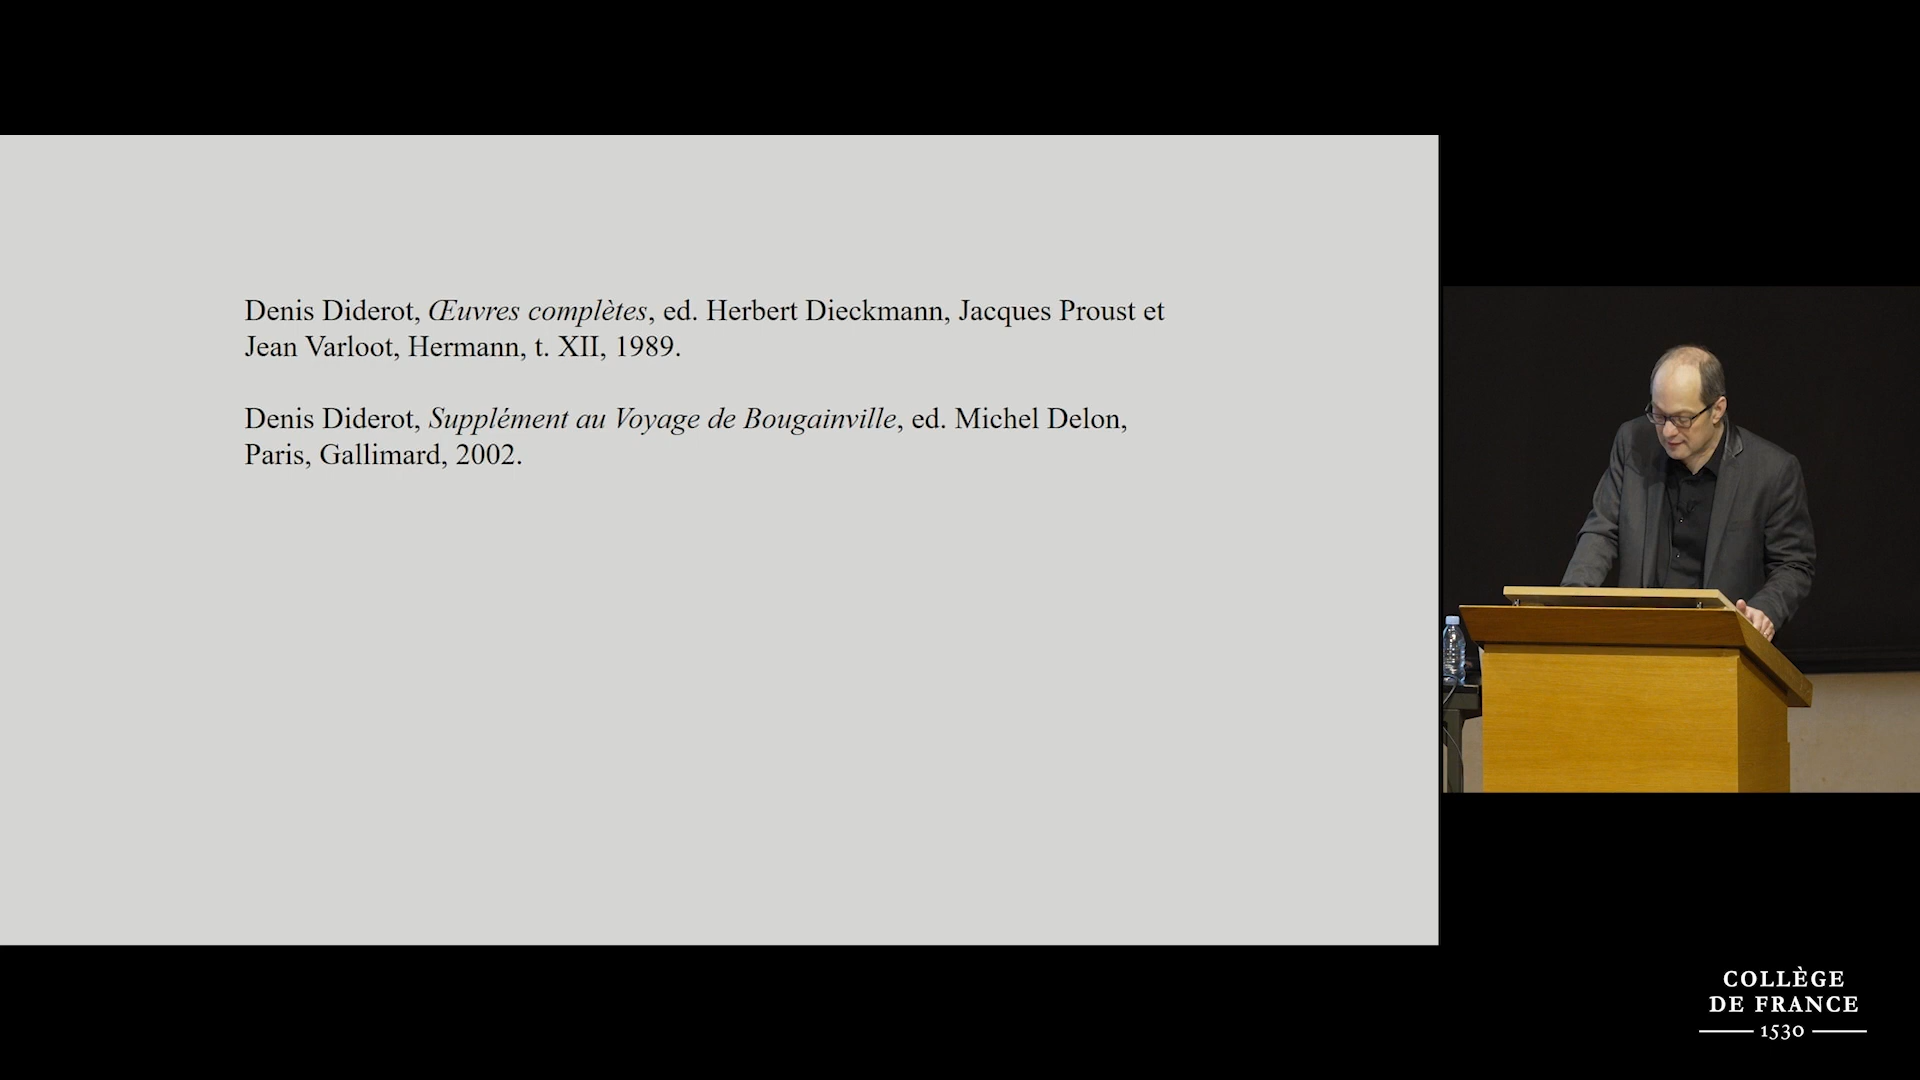 Denis Diderot, Œuvres complètes, ed. Herbert Dieckmann, Jacques Proust et
Jean Varloot, Hermann, t. XII, 1989.
Denis Diderot, Supplément au Voyage de Bougainville, ed. Michel Delon,
Paris, Gallimard, 2002.
COLLÈGE
DE FRANCE
1530